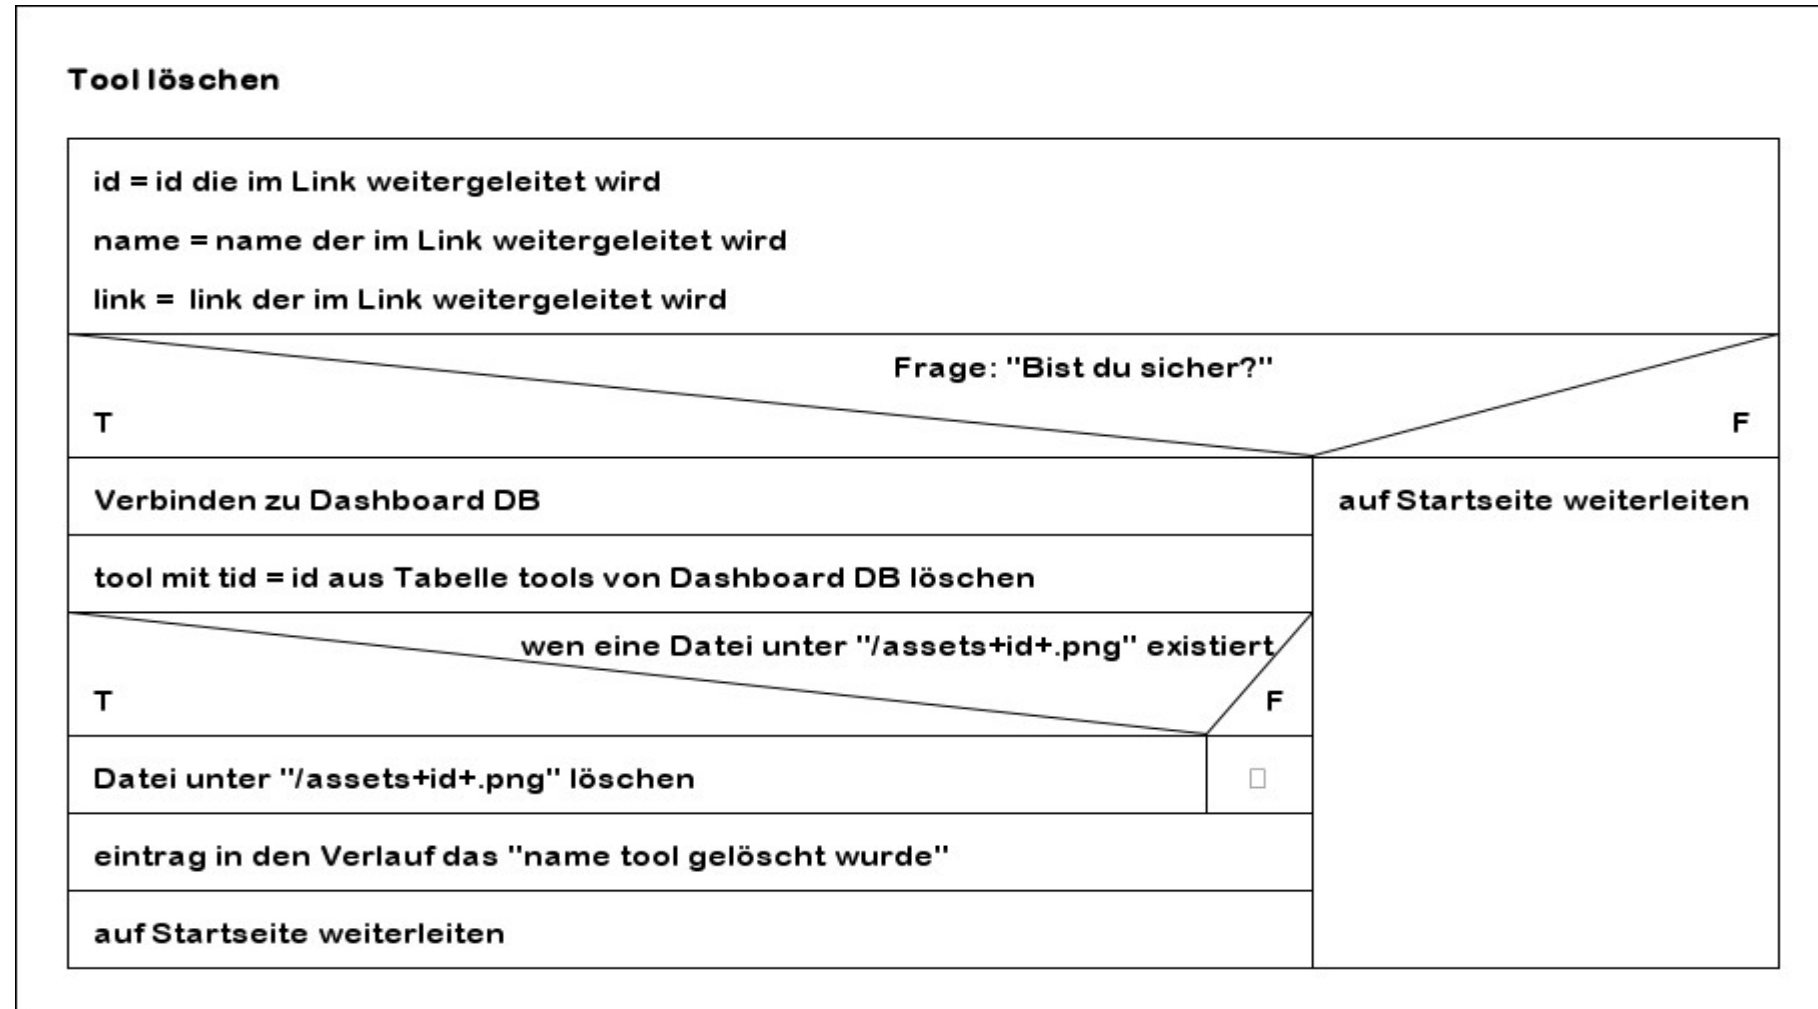 Tool löschen
id = id die im Link weitergeleitet wird
name = name der im Link weitergeleitet wird
link = link der im Link weitergeleitet wird
Frage: "Bist du sicher?"
T
F
Verbinden zu Dashboard DB
auf Startseite weiterleiten
tool mit tid = id aus Tabelle tools von Dashboard DB löschen
wen eine Datei unter "/assets+id+.png" existiert
T
F
Datei unter "/assets+id+.png" löschen
eintrag in den Verlauf das "name tool gelöscht wurde"
auf Startseite weiterleiten